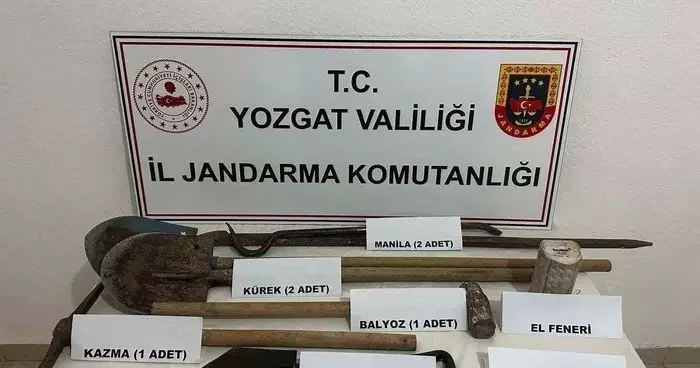 T.C.
YOZGAT VALİLİĞİ
İL JANDARMA KOMUTANLIĞI
JANDARMA
MANİLA (2 ADET)
KÜREK (2 ADET)
BALYOZ (1 ADET)
EL FENERİ
KAZMA (1 ADET)